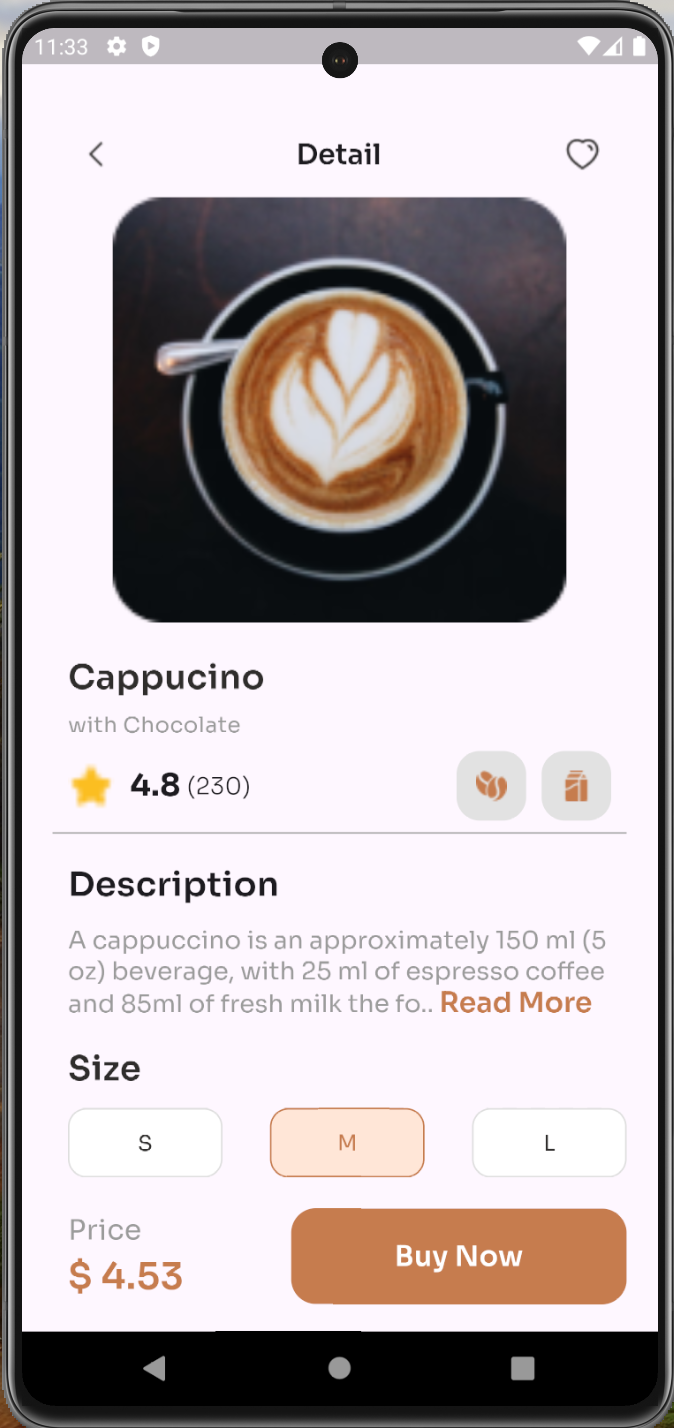 11:33
Detail
Cappucino
with Chocolate
4.8 (230)
Description
A cappuccino is an approximately 150 ml (5
oz) beverage, with 25 ml of espresso coffee
and 85ml of fresh milk the fo.. Read More
Size
S M L
Price
$ 4.53
Buy Now